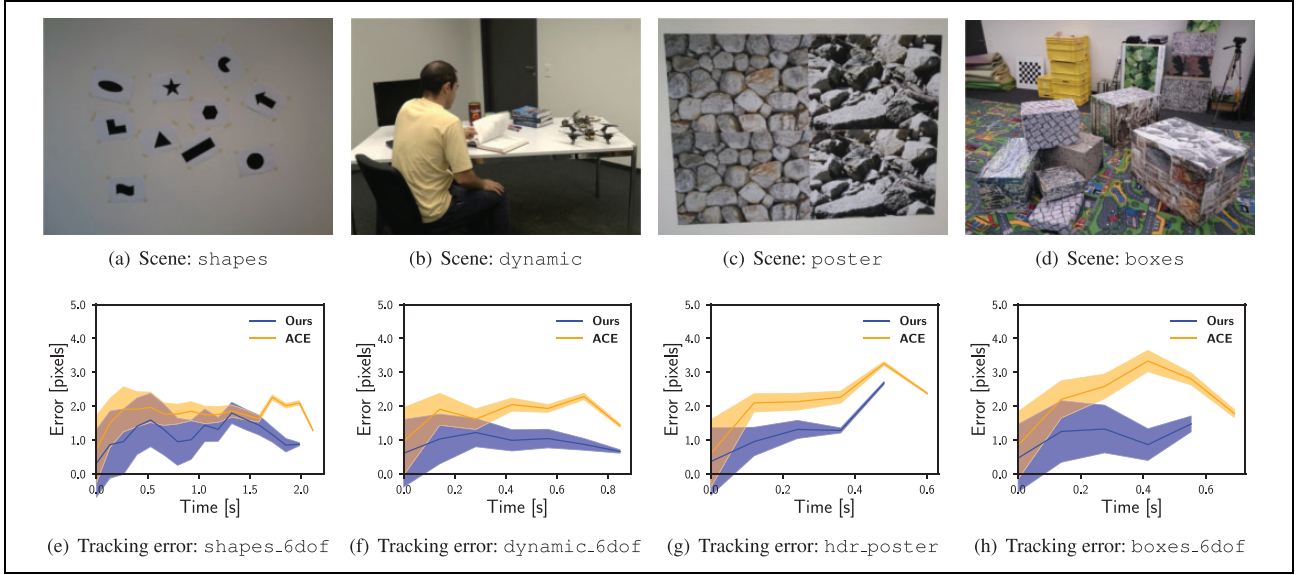 (a) Scene: shapes
(b) Scene: dynamic
(c) Scene: poster
(d) Scene: boxes
5.0
4.0
3.0
2.0
1.0
0.0
Error [pixels]
Ours
ACE
0.0 0.5 1.0 1.5 2.0
Time [s]
5.0
4.0
3.0
2.0
1.0
0.0
Error [pixels]
Ours
ACE
0.0 0.2 0.4 0.6 0.8
Time [s]
5.0
4.0
3.0
2.0
1.0
0.0
Error [pixels]
Ours
ACE
0.0 0.2 0.4 0.6
Time [s]
5.0
4.0
3.0
2.0
1.0
0.0
Error [pixels]
Ours
ACE
0.0 0.2 0.4 0.6
Time [s]
(e) Tracking error: shapes_6dof
(f) Tracking error: dynamic_6dof
(g) Tracking error: hdr_poster
(h) Tracking error: boxes_6dof